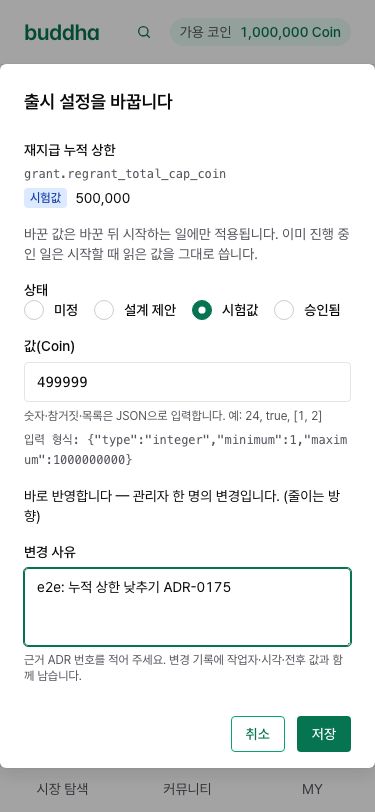 buddha
가용 코인 1,000,000 Coin
출시 설정을 바꿉니다
재지급 누적 상한
grant.regrant_total_cap_coin
시험값 500,000
바꾼 값은 바꾼 뒤 시작하는 일에만 적용됩니다. 이미 진행 중
인 일은 시작할 때 읽은 값을 그대로 씁니다.
상태
미정 설계 제안 시험값 승인됨
값(Coin)
499999
숫자·참거짓·목록은 JSON으로 입력합니다. 예: 24, true, [1, 2]
입력 형식: {"type":"integer","minimum":1,"maxim
um":1000000000}
바로 반영합니다 — 관리자 한 명의 변경입니다. (줄이는 방
향)
변경 사유
e2e: 누적 상한 낮추기 ADR-0175
근거 ADR 번호를 적어 주세요. 변경 기록에 작업자·시각·전후 값과 함
께 남습니다.
취소 저장
시장 탐색 커뮤니티 MY